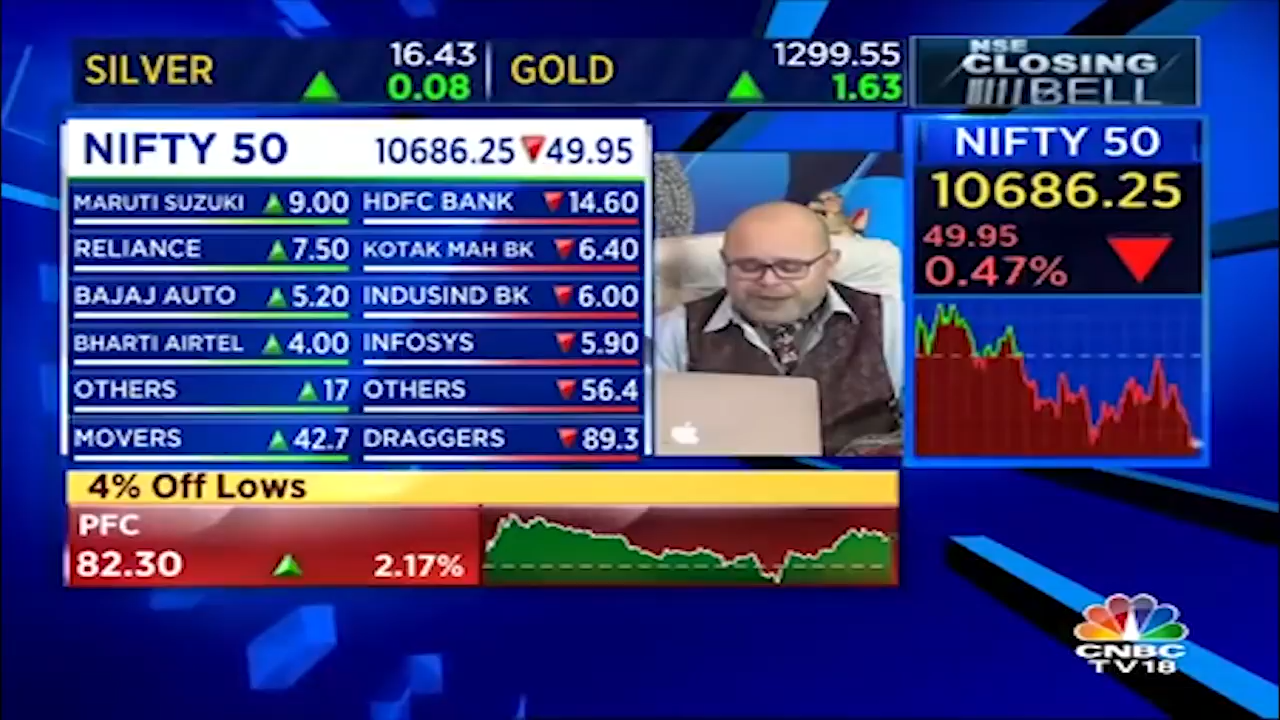 SILVER 16.43 0.08
GOLD 1299.55 1.63
NSE
CLOSING
BELL
NIFTY 50 10686.25 49.95
MARUTI SUZUKI 9.00 HDFC BANK 14.60
RELIANCE 7.50 KOTAK MAH BK 6.40
BAJAJ AUTO 5.20 INDUSIND BK 6.00
BHARTI AIRTEL 4.00 INFOSYS 5.90
OTHERS 17 OTHERS 56.4
MOVERS 42.7 DRAGGERS 89.3
NIFTY 50
10686.25
49.95
0.47%
4% Off Lows
PFC
82.30 2.17%
CNBC
TV18